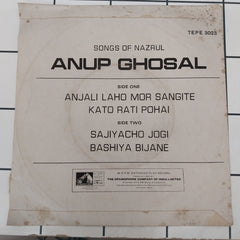 TEPE 3023
SONGS OF NAZRUL
ANUP GHOSAL
SIDE ONE
ANJALI LAHO MOR SANGITE
KATO RATI POHAI
SIDE TWO
SAJIYACHO JOGI
BASHIYA BIJANE
THE GRAMOPHONE COMPANY OF INDIA LIMITED